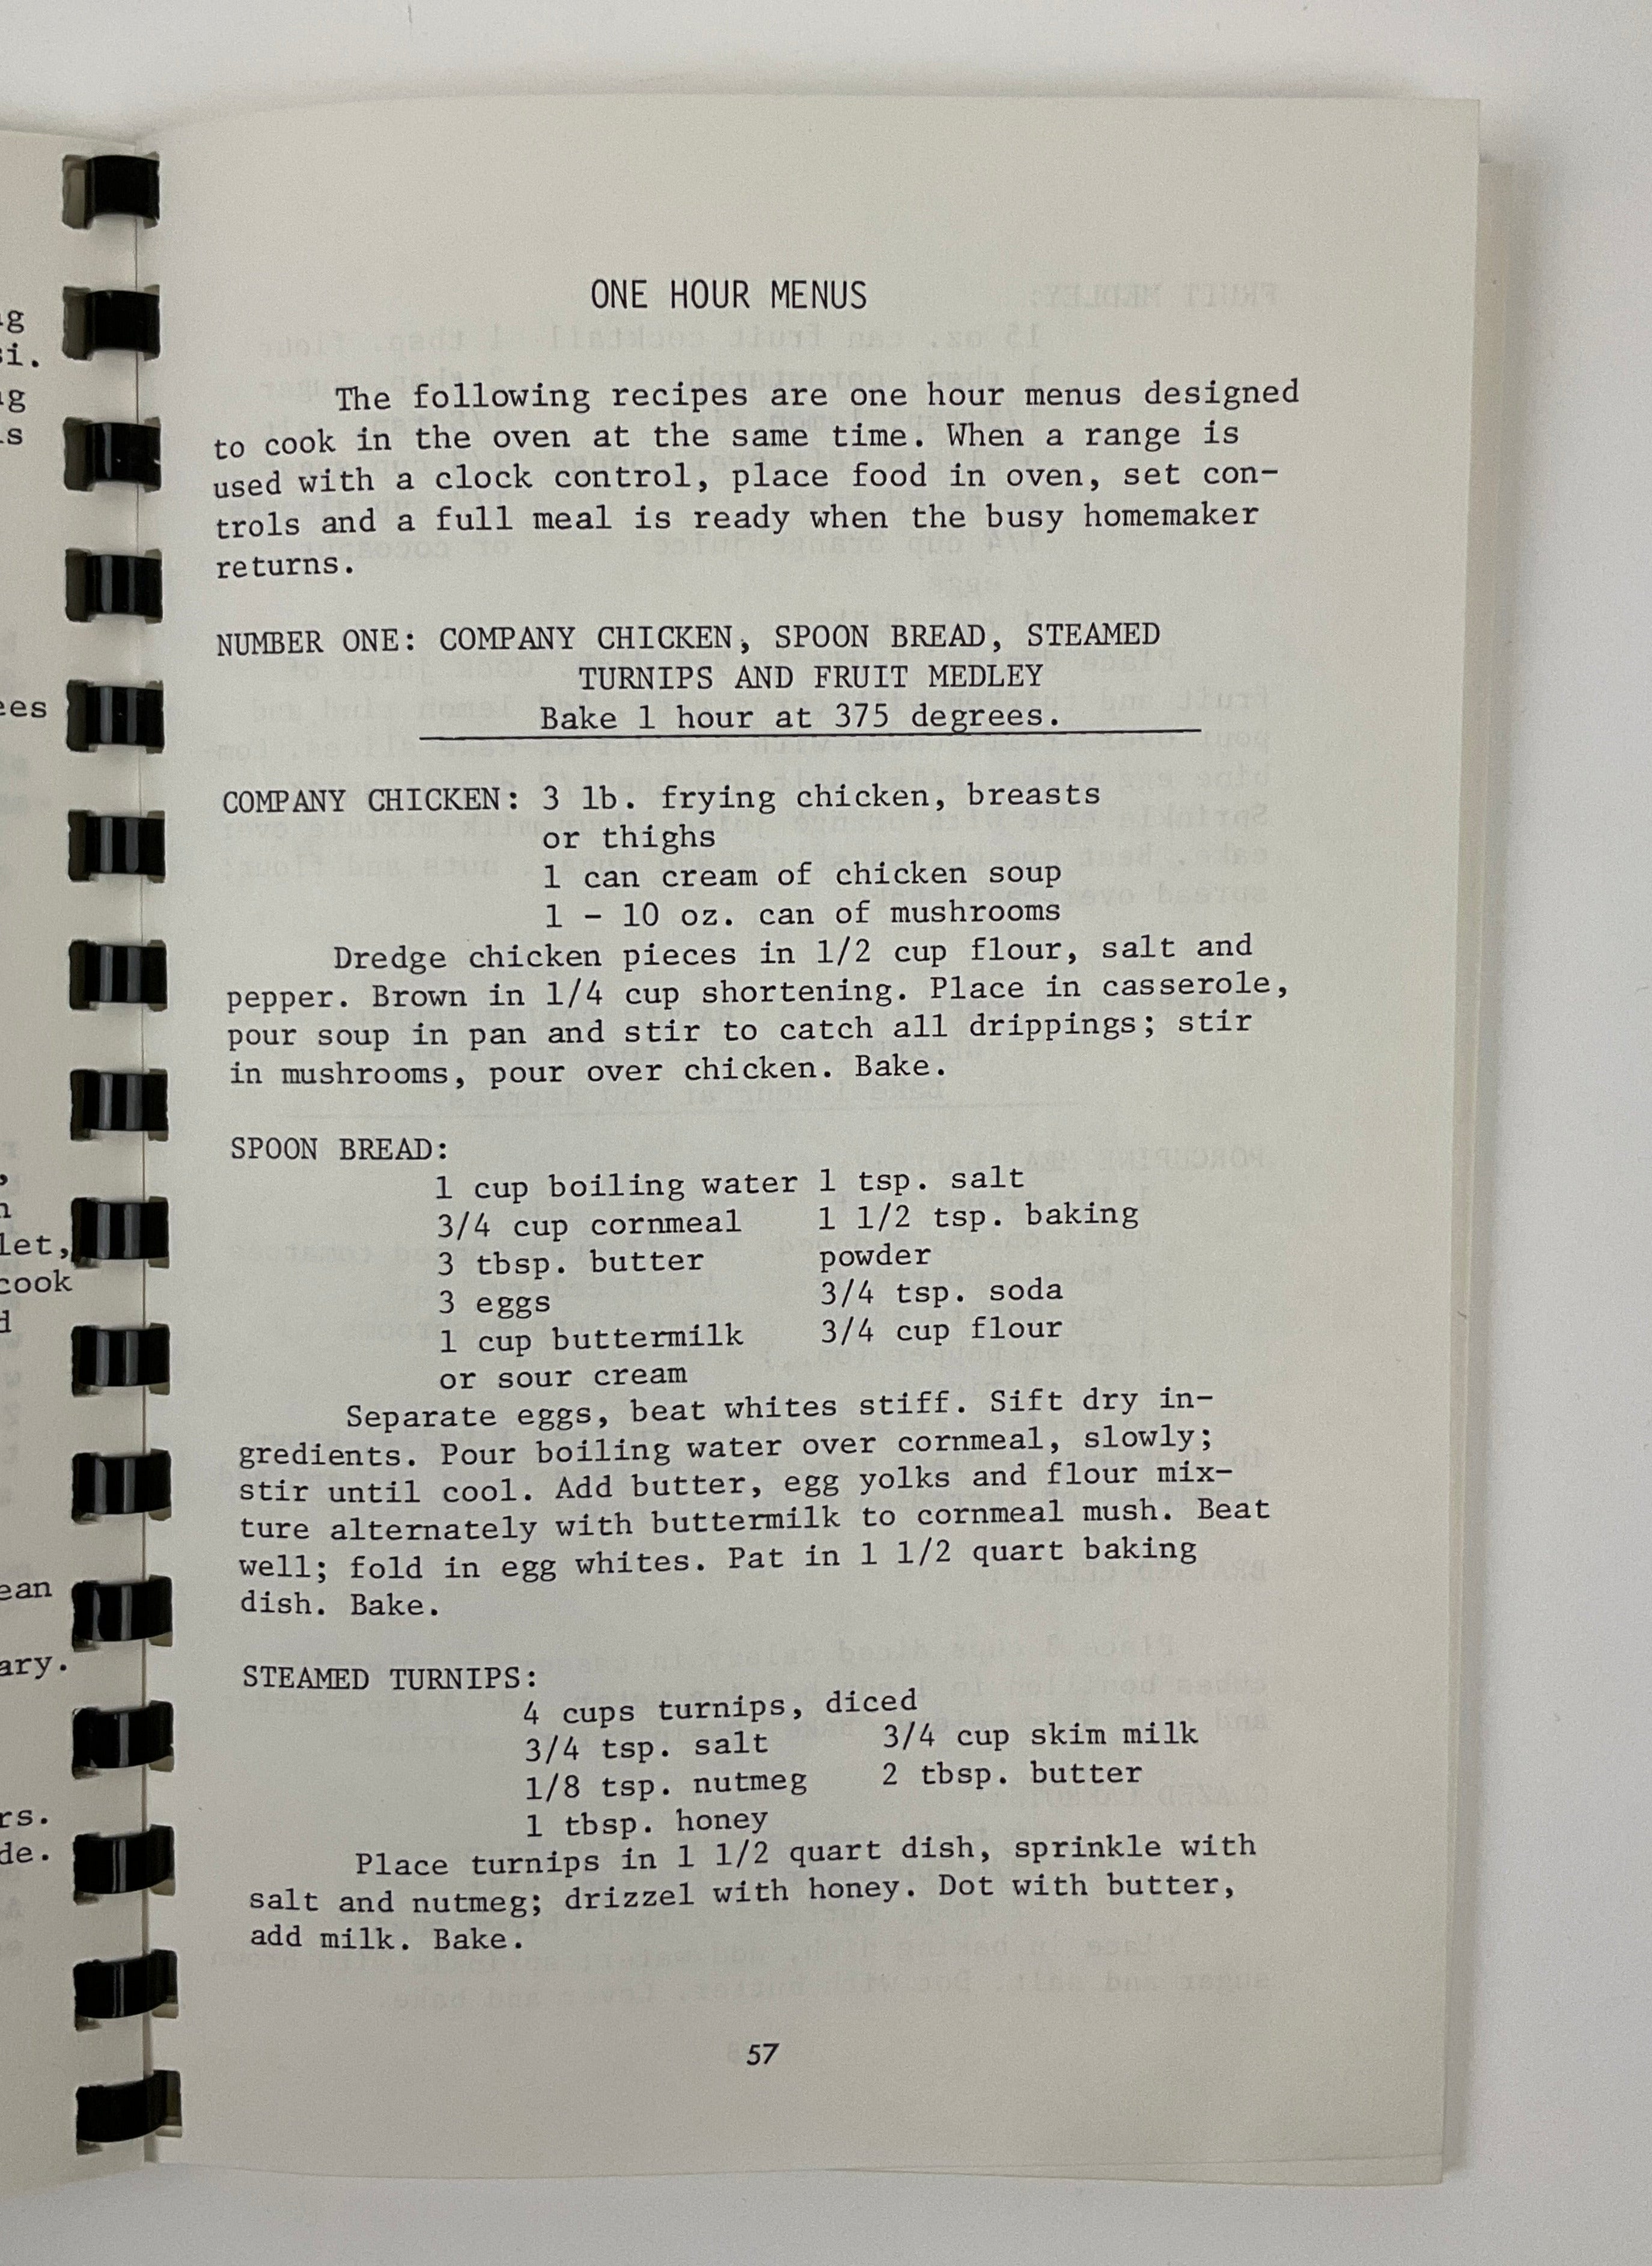 ONE HOUR MENUS
The following recipes are one hour menus designed
to cook in the oven at the same time. When a range is
used with a clock control, place food in oven, set con-
trols and a full meal is ready when the busy homemaker
returns.
NUMBER ONE: COMPANY CHICKEN, SPOON BREAD, STEAMED
TURNIPS AND FRUIT MEDLEY
Bake 1 hour at 375 degrees.
COMPANY CHICKEN: 3 lb. frying chicken, breasts
or thighs
1 can cream of chicken soup
1 - 10 oz. can of mushrooms
Dredge chicken pieces in 1/2 cup flour, salt and
pepper. Brown in 1/4 cup shortening. Place in casserole,
pour soup in pan and stir to catch all drippings; stir
in mushrooms, pour over chicken. Bake.
SPOON BREAD:
1 cup boiling water 1 tsp. salt
3/4 cup cornmeal 1 1/2 tsp. baking
3 tbsp. butter powder
3 eggs 3/4 tsp. soda
1 cup buttermilk 3/4 cup flour
or sour cream
Separate eggs, beat whites stiff. Sift dry in-
gredients. Pour boiling water over cornmeal, slowly;
stir until cool. Add butter, egg yolks and flour mix-
ture alternately with buttermilk to cornmeal mush. Beat
well; fold in egg whites. Pat in 1 1/2 quart baking
dish. Bake.
STEAMED TURNIPS:
4 cups turnips, diced
3/4 tsp. salt 3/4 cup skim milk
1/8 tsp. nutmeg 2 tbsp. butter
1 tbsp. honey
Place turnips in 1 1/2 quart dish, sprinkle with
salt and nutmeg; drizzel with honey. Dot with butter,
add milk. Bake.
57